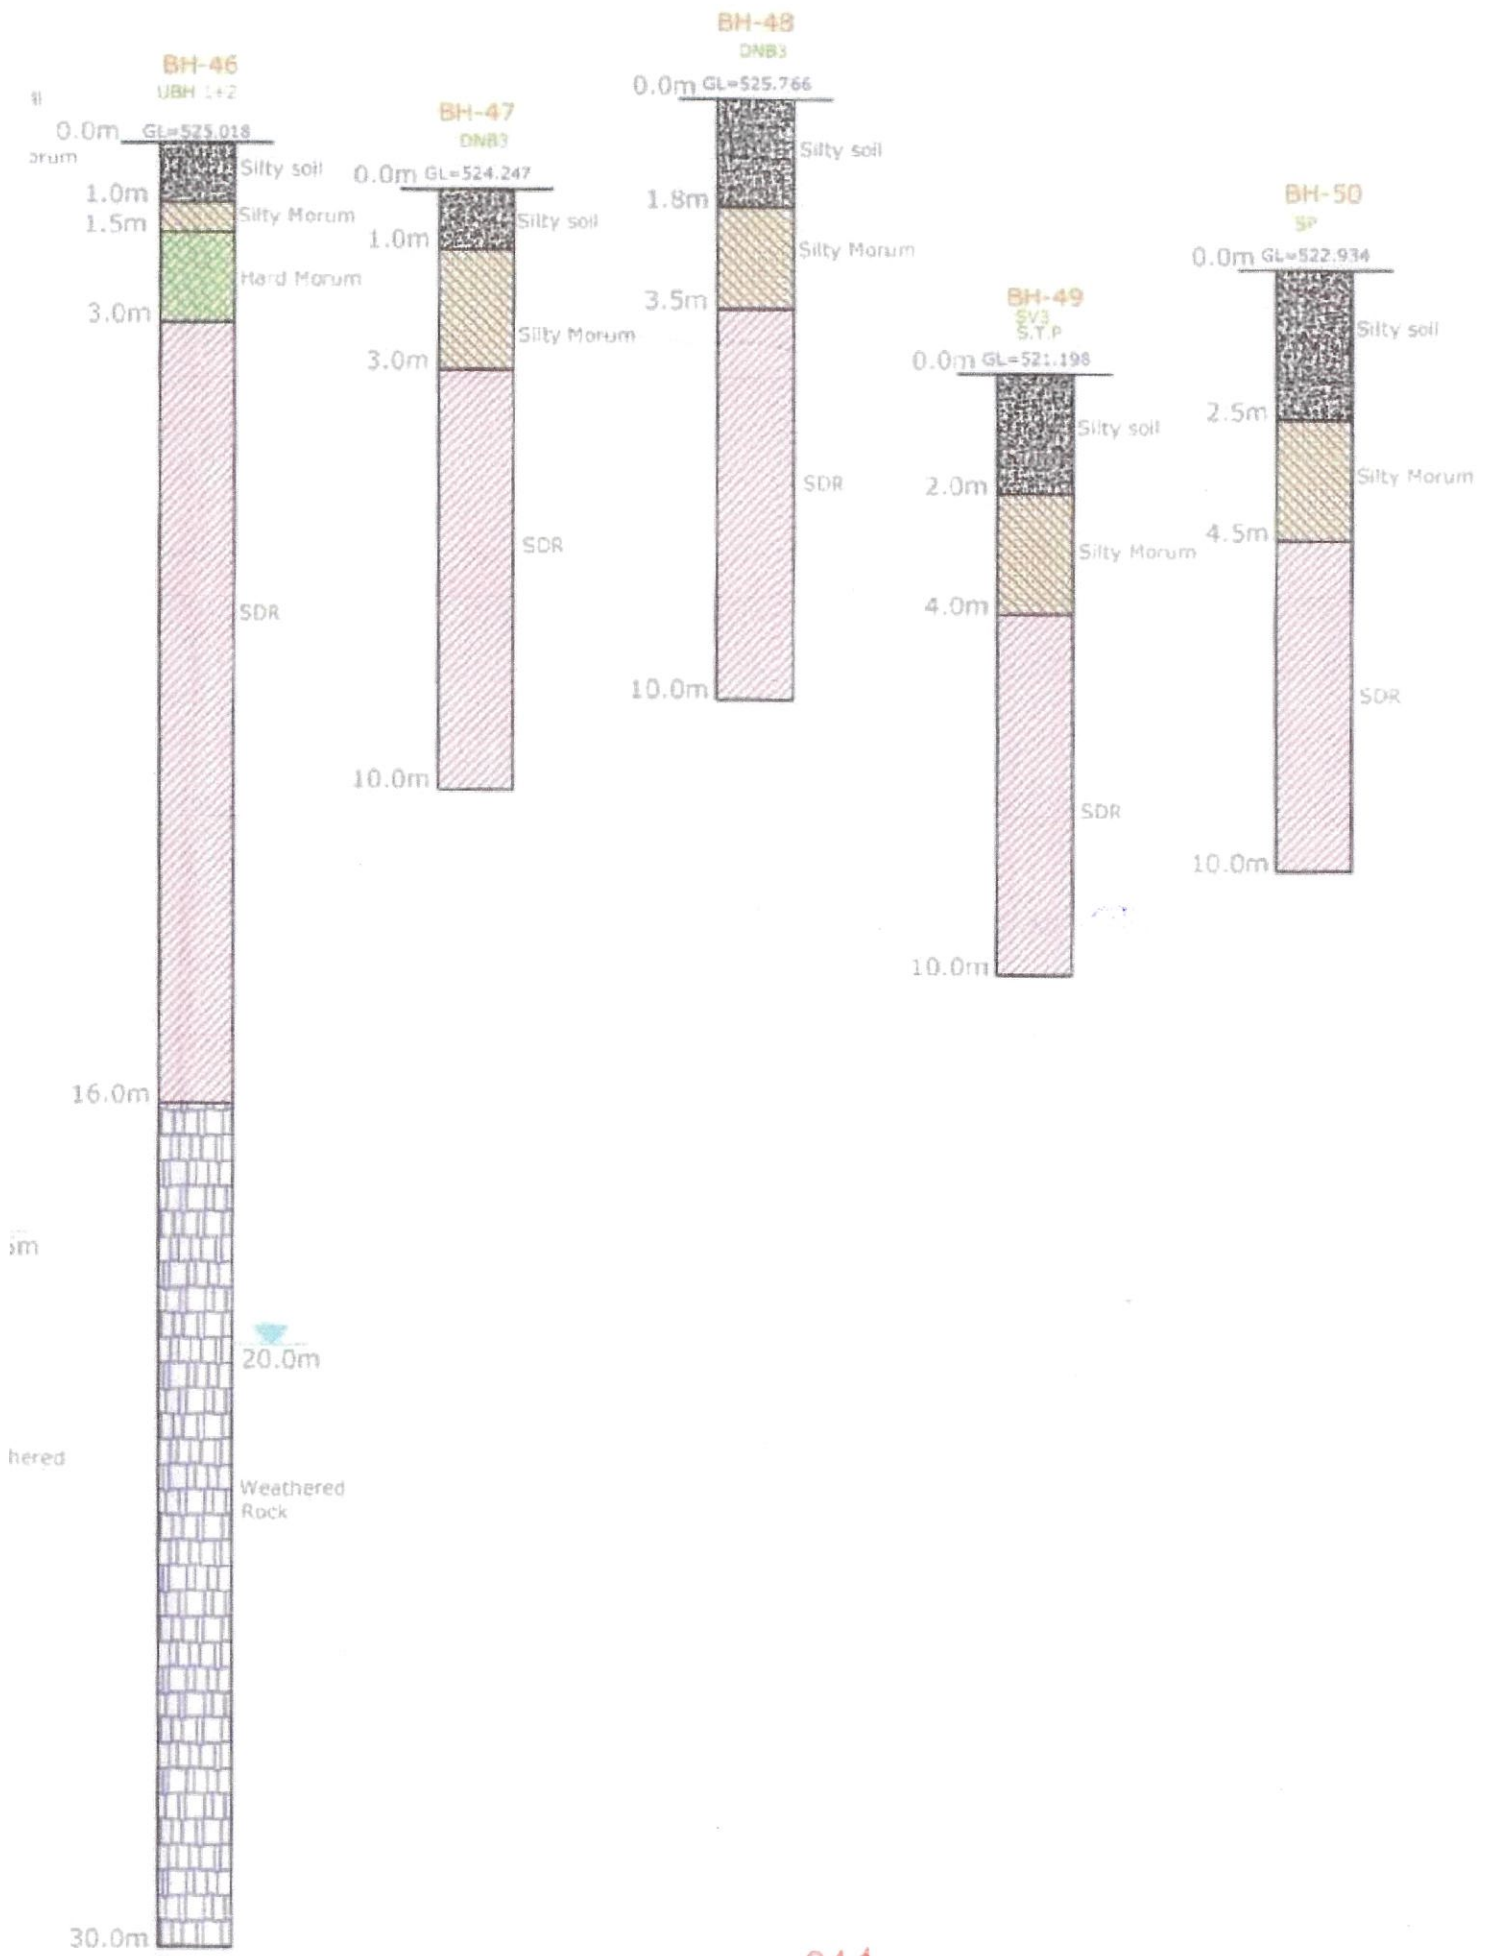 BH-46
UBH 1+2
0.0m GL=525.018
Silty soil
1.0m
Silty Morum
1.5m
Hard Morum
3.0m
SDR
16.0m
20.0m
Weathered
Rock
30.0m
BH-47
DNB3
0.0m GL=524.247
Silty soil
1.0m
Silty Morum
3.0m
SDR
10.0m
BH-48
DNB3
0.0m GL=525.766
Silty soil
1.8m
Silty Morum
3.5m
SDR
10.0m
BH-49
SV3
S.T.P
0.0m GL=521.198
Silty soil
2.0m
Silty Morum
4.0m
SDR
10.0m
BH-50
SP
0.0m GL=522.934
Silty soil
2.5m
Silty Morum
4.5m
SDR
10.0m
orum
5m
hered